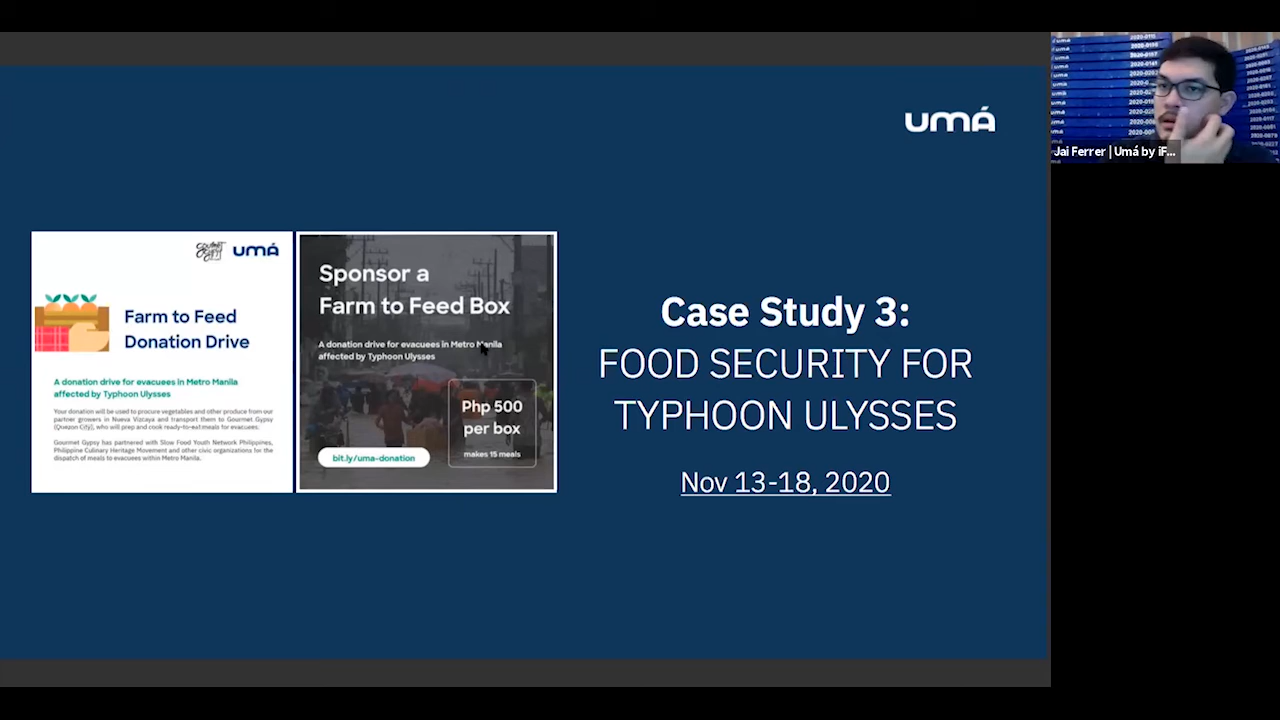 umá
Gourmet Gypsy
umá
Farm to Feed
Donation Drive
A donation drive for evacuees in Metro Manila
affected by Typhoon Ulysses
Your donation will be used to procure vegetables and other produce from our
partner growers in Nueva Vizcaya and transport them to Gourmet Gypsy
(Quezon City), who will prep and cook ready-to-eat meals for evacuees.
Gourmet Gypsy has partnered with Slow Food Youth Network Philippines,
Philippine Culinary Heritage Movement and other civic organizations for the
dispatch of meals to evacuees within Metro Manila.
Sponsor a
Farm to Feed Box
A donation drive for evacuees in Metro Manila
affected by Typhoon Ulysses
Php 500
per box
makes 15 meals
bit.ly/uma-donation
Case Study 3:
FOOD SECURITY FOR
TYPHOON ULYSSES
Nov 13-18, 2020
Jai Ferrer | Umá by iF...